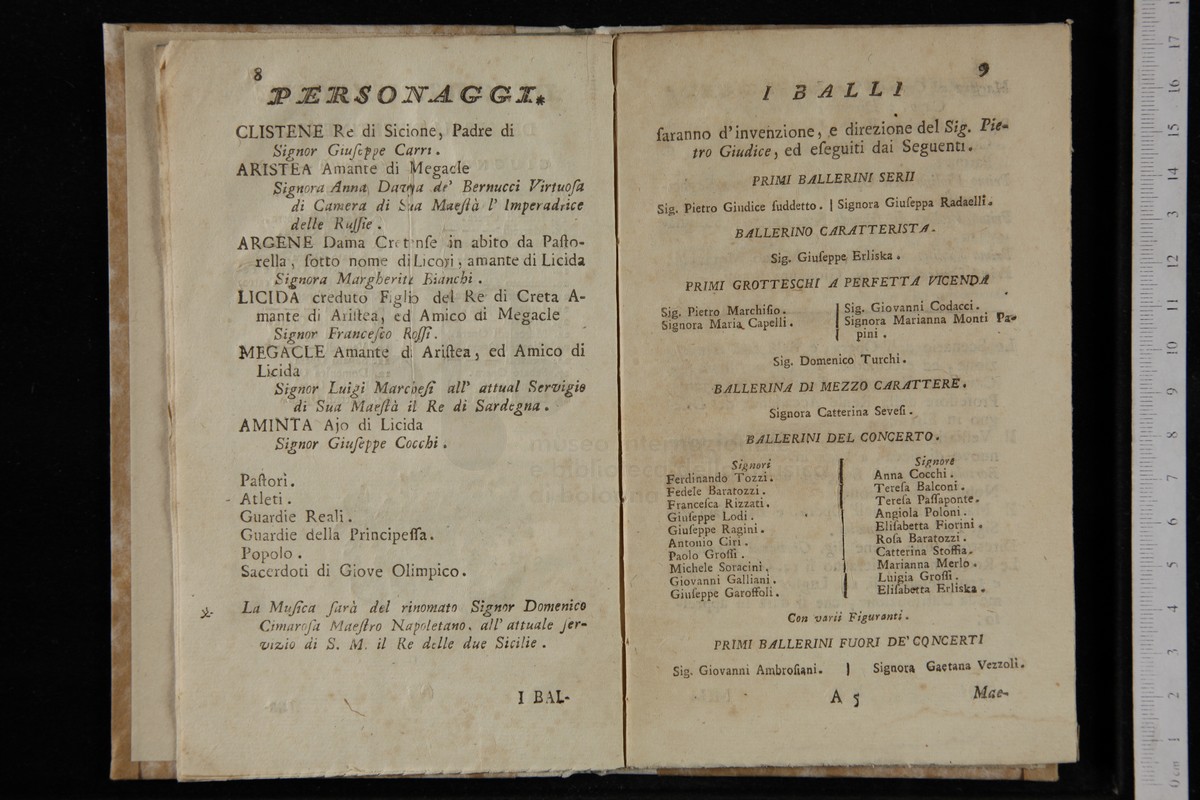 8
PERSONAGGI.
CLISTENE Re di Sicione, Padre di
Signor Giuſeppe Carri.
ARISTEA Amante di Megacle
Signora Anna Davya de' Bernucci Virtuoſa
di Camera di Sua Maeſtà l' Imperadrice
delle Ruſſie.
ARGENE Dama Cretenſe in abito da Paſto-
rella, ſotto nome di Licori, amante di Licida
Signora Margherita Bianchi.
LICIDA creduto Figlio del Re di Creta A-
mante di Ariſtea, ed Amico di Megacle
Signor Franceſco Roſſi.
MEGACLE Amante di Ariſtea, ed Amico di
Licida
Signor Luigi Marcheſi all' attual Servigio
di Sua Maeſtà il Re di Sardegna.
AMINTA Ajo di Licida
Signor Giuſeppe Cocchi.
Paſtori.
Atleti.
Guardie Reali.
Guardie della Principeſſa.
Popolo.
Sacerdoti di Giove Olimpico.
La Muſica ſarà del rinomato Signor Domenico
Cimaroſa Maeſtro Napoletano, all' attuale ſer-
vizio di S. M. il Re delle due Sicilie.
I BAL-
9
I BALLI
ſaranno d'invenzione, e direzione del Sig. Pie-
tro Giudice, ed eſeguiti dai Seguenti.
PRIMI BALLERINI SERII
Sig. Pietro Giudice ſuddetto. | Signora Giuſeppa Radaelli.
BALLERINO CARATTERISTA.
Sig. Giuſeppe Erliska.
PRIMI GROTTESCHI A PERFETTA VICENDA
Sig. Pietro Marchiſio. | Sig. Giovanni Codacci.
Signora Maria Capelli. | Signora Marianna Monti Pa-
pini.
Sig. Domenico Turchi.
BALLERINA DI MEZZO CARATTERE.
Signora Catterina Seveſi.
BALLERINI DEL CONCERTO.
Signori
Ferdinando Tozzi.
Fedele Baratozzi.
Franceſca Rizzati.
Giuſeppe Lodi.
Giuſeppe Ragini.
Antonio Ciri.
Paolo Groſſi.
Michele Soracini.
Giovanni Galliani.
Giuſeppe Garoffoli.
Signore
Anna Cocchi.
Tereſa Balconi.
Tereſa Paſſaponte.
Angiola Poloni.
Eliſabetta Fiorini.
Roſa Baratozzi.
Catterina Stoffia.
Marianna Merlo.
Luigia Groſſi.
Eliſabetta Erliska.
Con varii Figuranti.
PRIMI BALLERINI FUORI DE' CONCERTI
Sig. Giovanni Ambroſiani. | Signora Gaetana Vezzoli.
A 5
Mae-